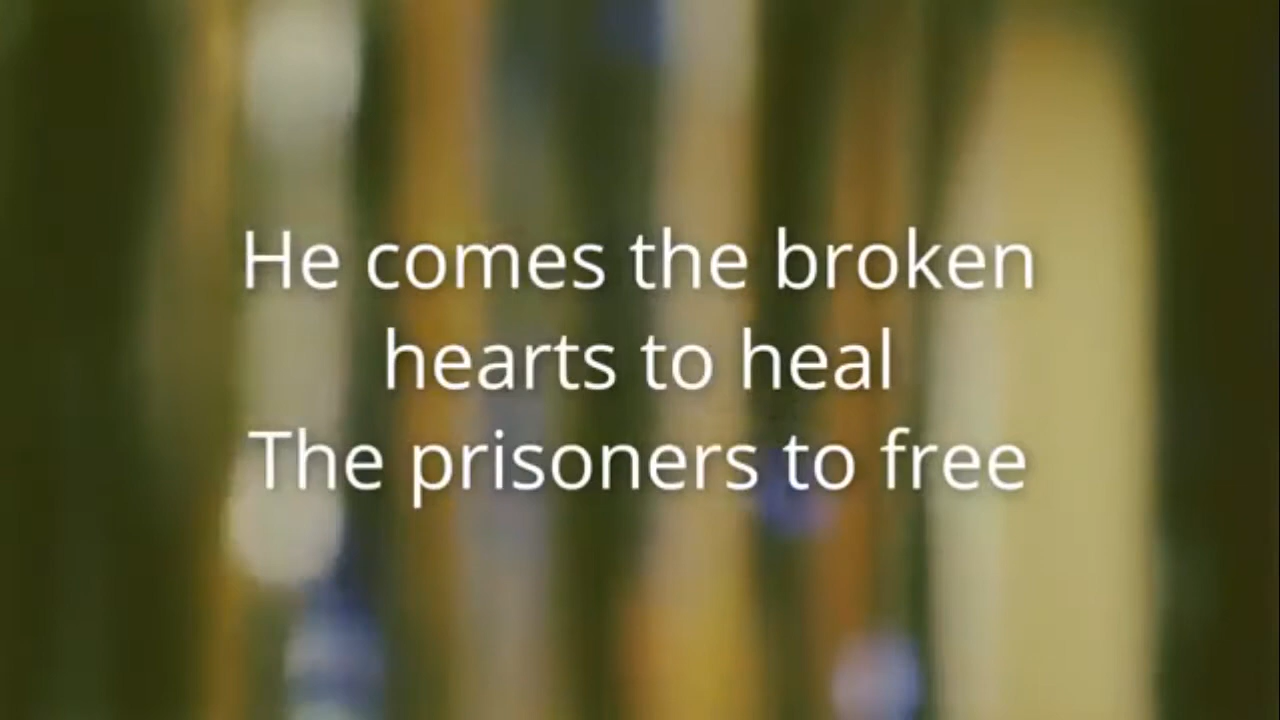 He comes the broken
hearts to heal
The prisoners to free